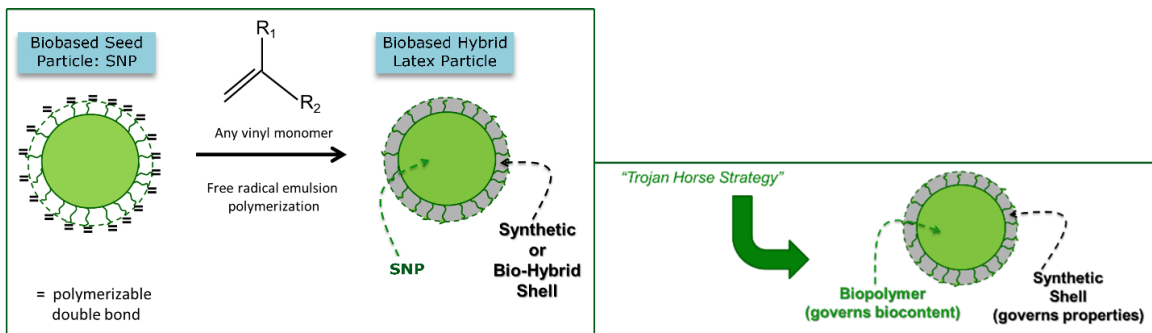 Biobased Seed
Particle: SNP
R1
R2
Any vinyl monomer
Free radical emulsion
polymerization
Biobased Hybrid
Latex Particle
SNP
Synthetic
or
Bio-Hybrid
Shell
= polymerizable
double bond
“Trojan Horse Strategy”
Biopolymer
(governs biocontent)
Synthetic
Shell
(governs properties)